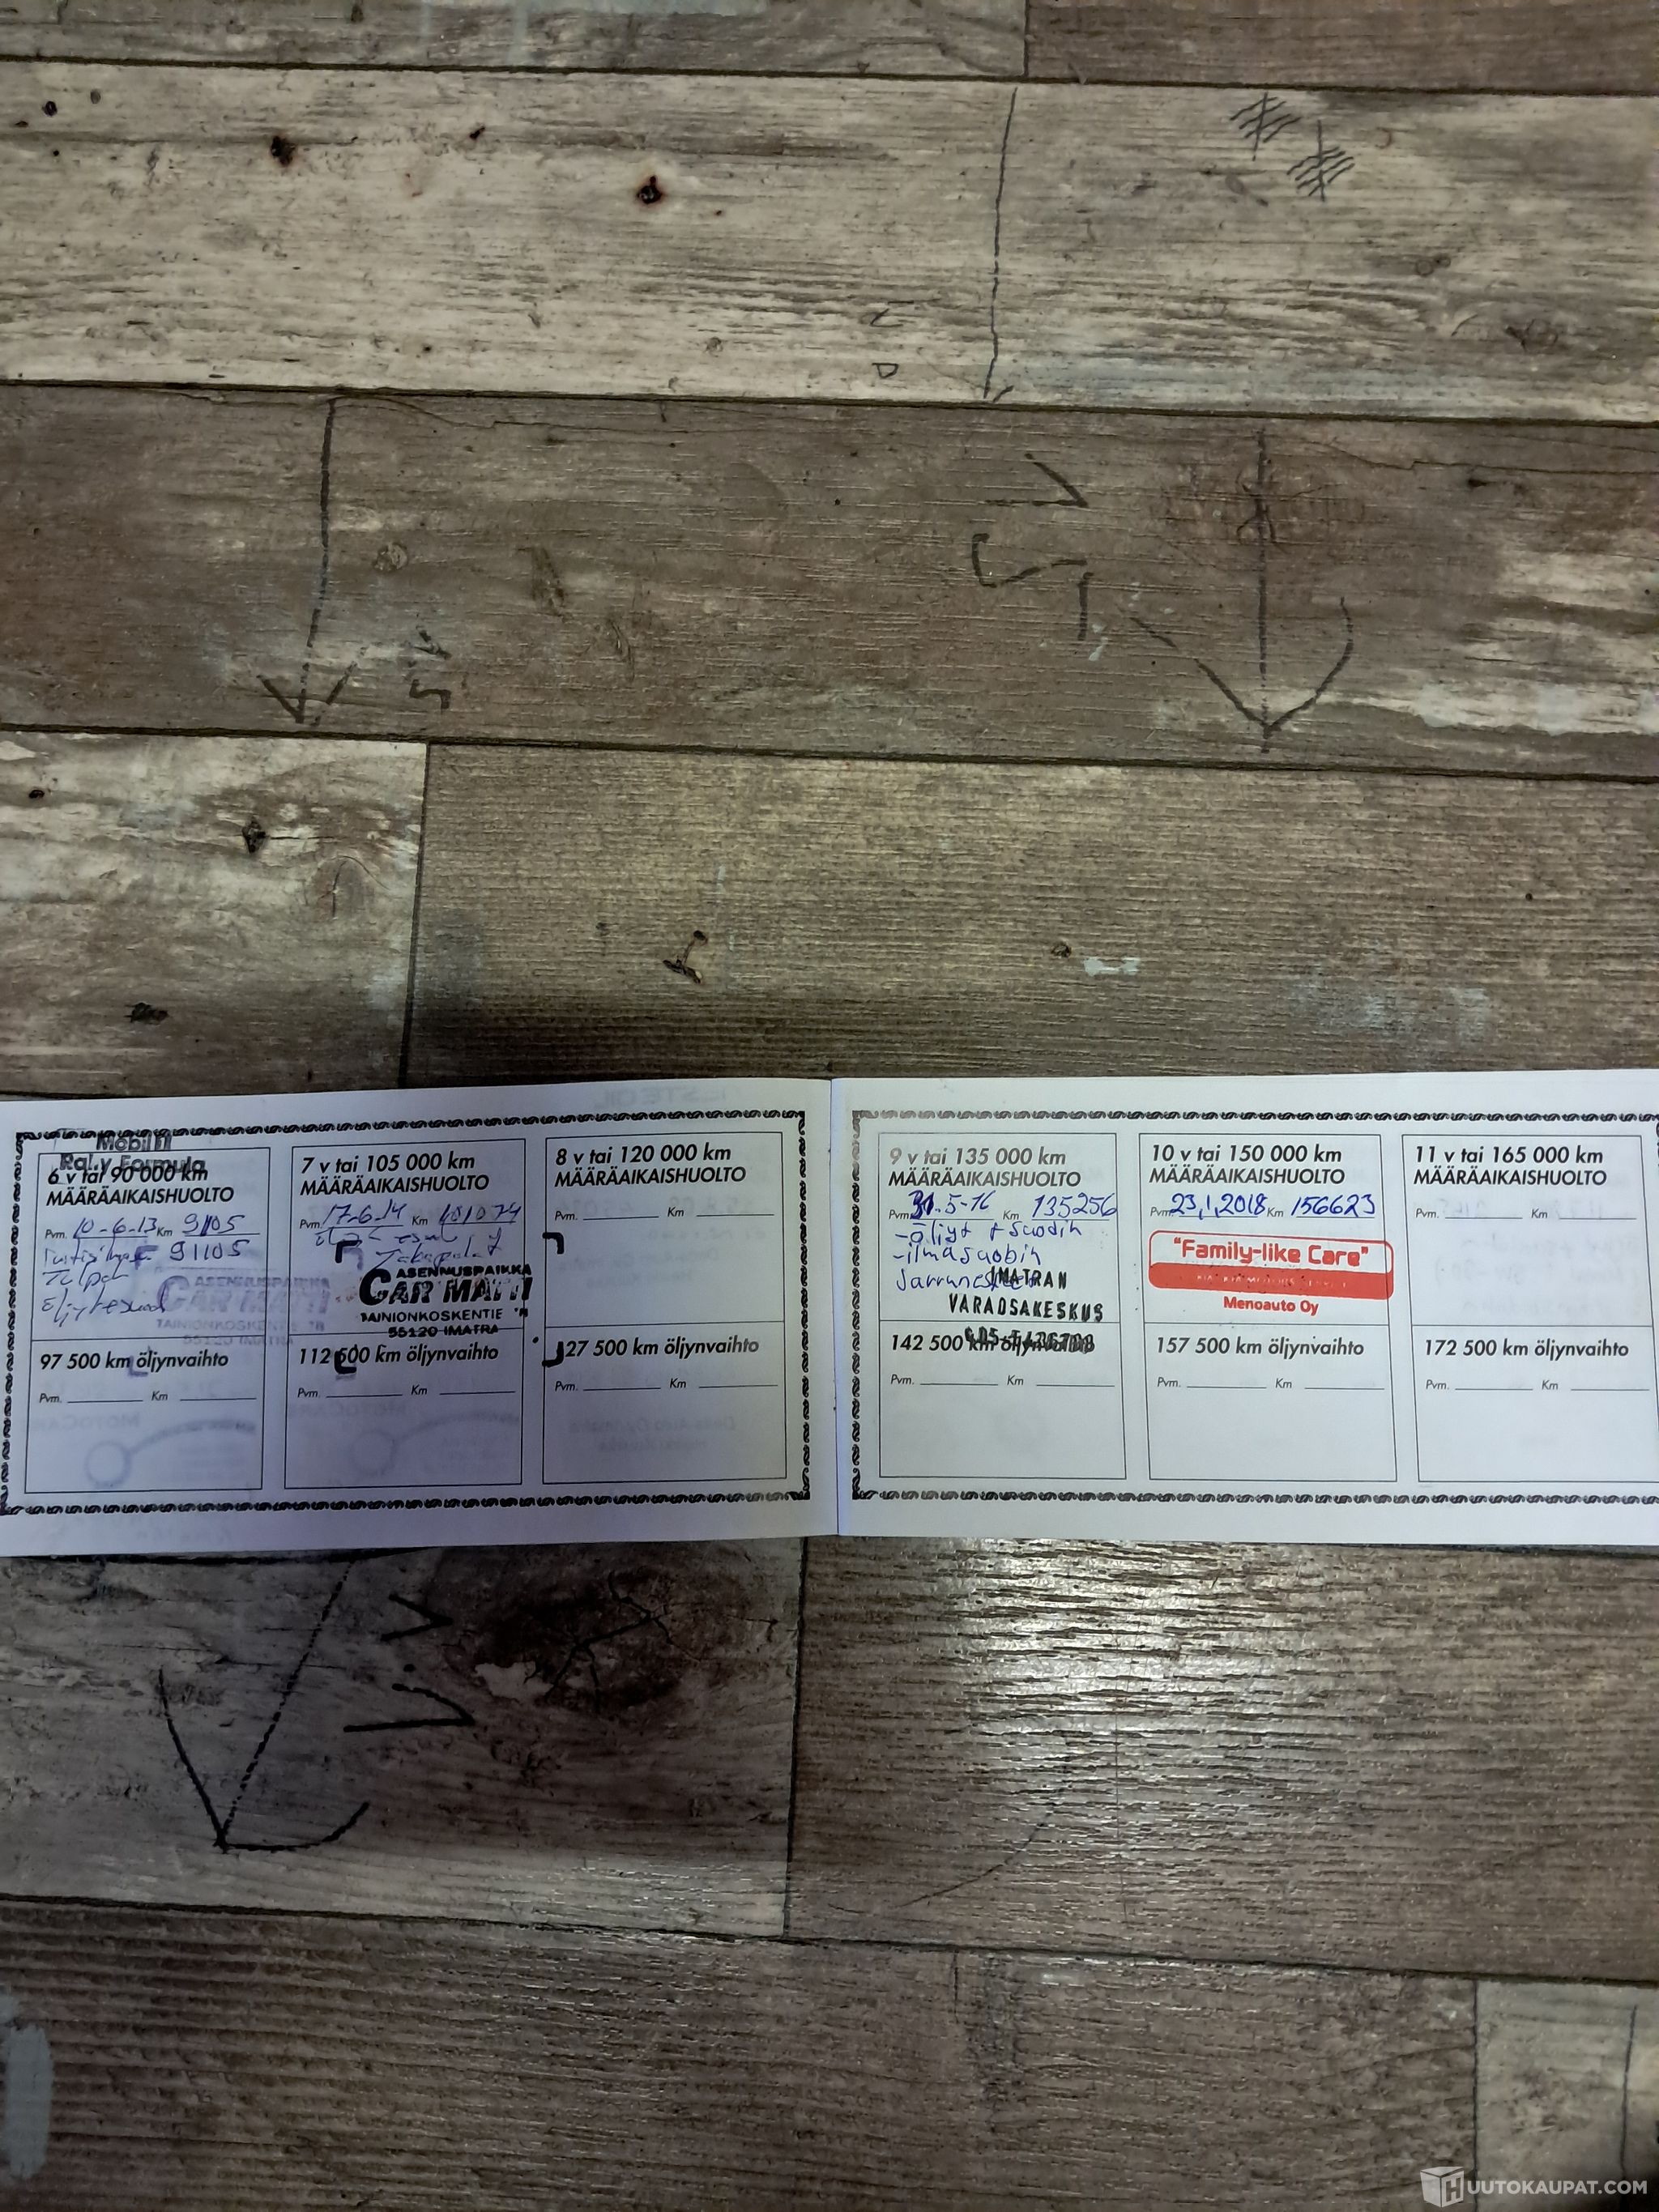 Mobil 1
Rally Formula
6 v tai 90 000 km
MÄÄRÄAIKAISHUOLTO
Pvm. 10-6-13 Km 9105
91105
CAR MATTI
97 500 km öljynvaihto
Pvm. Km
7 v tai 105 000 km
MÄÄRÄAIKAISHUOLTO
Pvm. 17-6-14 Km
ASENNUSPAIKKA
CAR MATTI
TAINIONKOSKENTIE
55120 IMATRA
112 500 km öljynvaihto
Pvm. Km
8 v tai 120 000 km
MÄÄRÄAIKAISHUOLTO
Pvm. Km
127 500 km öljynvaihto
Pvm. Km
9 v tai 135 000 km
MÄÄRÄAIKAISHUOLTO
Pvm. 31.5-16 Km 135256
-öljyt + suodin
-ilmasuodin
IMATRAN
VARAOSAKESKUS
142 500 km öljynvaihto
Pvm. Km
10 v tai 150 000 km
MÄÄRÄAIKAISHUOLTO
Pvm. 23,1,2018 Km 156623
"Family-like Care"
Menoauto Oy
157 500 km öljynvaihto
Pvm. Km
11 v tai 165 000 km
MÄÄRÄAIKAISHUOLTO
Pvm. Km
172 500 km öljynvaihto
Pvm. Km
HUUTOKAUPAT.COM